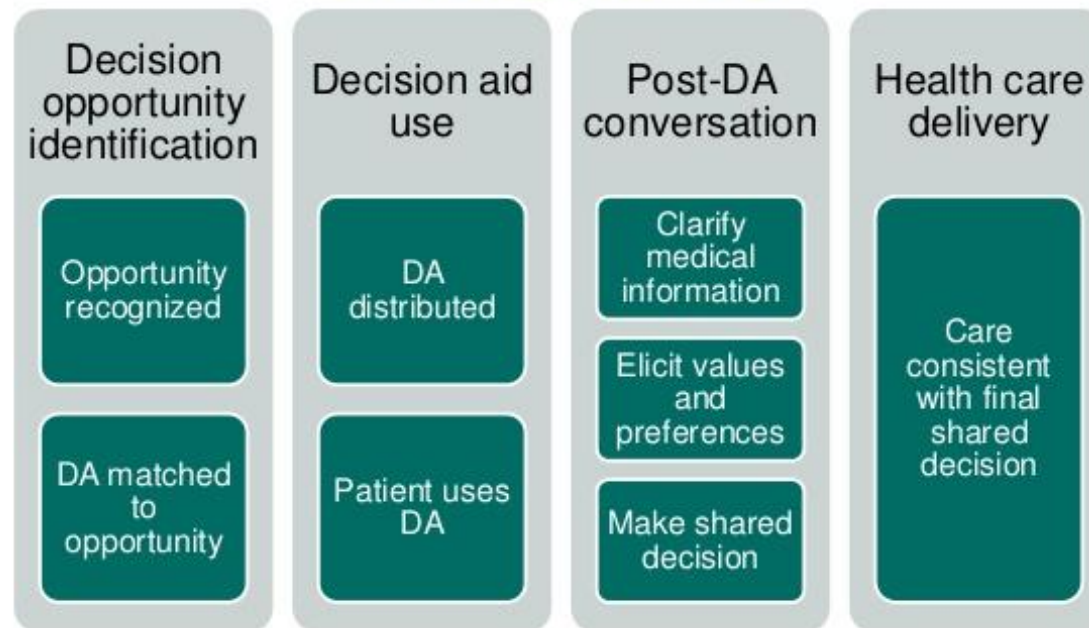 Decision
opportunity
identification
Opportunity
recognized
DA matched
to
opportunity
Decision aid
use
DA
distributed
Patient uses
DA
Post-DA
conversation
Clarify
medical
information
Elicit values
and
preferences
Make shared
decision
Health care
delivery
Care
consistent
with final
shared
decision